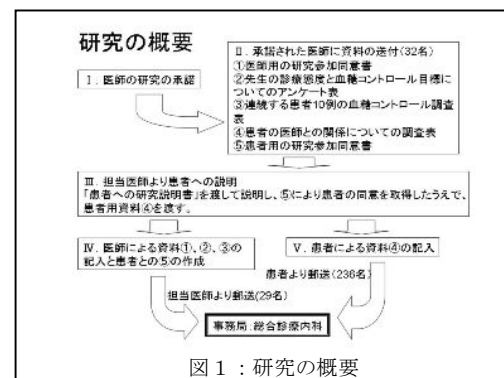 研究の概要
Ⅰ．医師の研究の承諾
Ⅱ．承諾された医師に資料の送付(32名)
①医師用の研究参加同意書
②先生の診療態度と血糖コントロール目標に
ついてのアンケート表
③連続する患者10例の血糖コントロール調査
表
④患者の医師との関係についての調査表
⑤患者用の研究参加同意書
Ⅲ．担当医師より患者への説明
「患者への研究説明書」を渡して説明し、⑤により患者の同意を取得したうえで、
患者用資料④を渡す。
Ⅳ．医師による資料①、②、③の
記入と患者との⑤の作成
Ⅴ．患者による資料④の記入
患者より郵送(236名)
担当医師より郵送(29名)
事務局：総合診療内科
図１：研究の概要